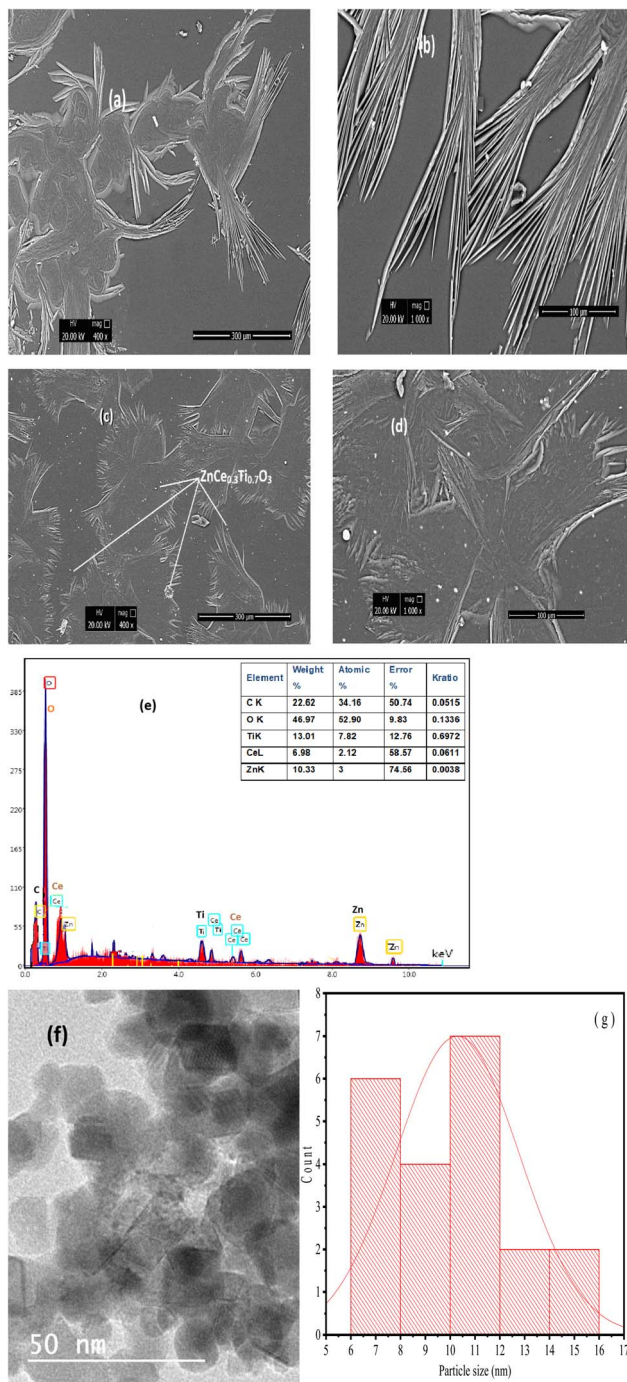 (a)
HV mag
20.00 kV 400 x
300 µm
(b)
HV mag
20.00 kV 1 000 x
100 µm
(c)
ZnCe0.3Ti0.7O3
HV mag
20.00 kV 400 x
300 µm
(d)
HV mag
20.00 kV 1 000 x
100 µm
(e)
Element Weight % Atomic % Error % Kratio
C K 22.62 34.16 50.74 0.0515
O K 46.97 52.90 9.83 0.1336
TiK 13.01 7.82 12.76 0.6972
CeL 6.98 2.12 58.57 0.0611
ZnK 10.33 3 74.56 0.0038
385
330
275
220
165
110
55
0
O
O
C
C
Ce
Ce
Zn
Ti
Ti
Ce
Ti
Ce
Ce
Ce
Ce
Zn
Zn
Zn
keV
0.0 2.0 4.0 6.0 8.0 10.0
(f)
50 nm
(g)
Count
8
7
6
5
4
3
2
1
0
5 6 7 8 9 10 11 12 13 14 15 16 17
Particle size (nm)